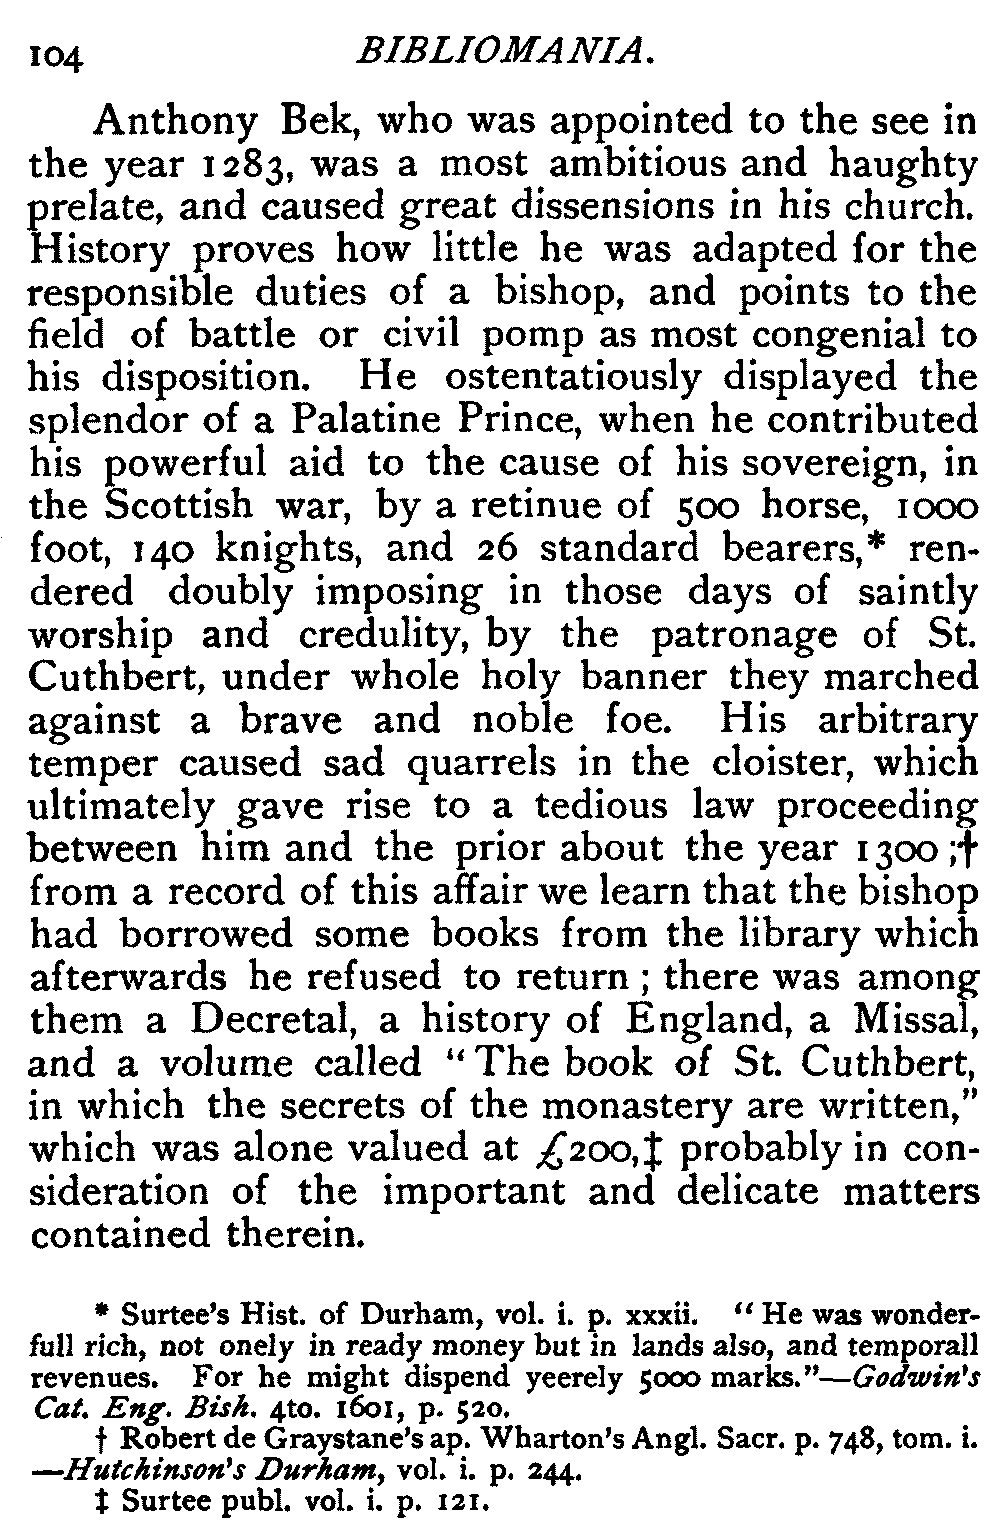 104 BIBLIOMANIA.
Anthony Bek, who was appointed to the see in
the year 1283, was a most ambitious and haughty
prelate, and caused great dissensions in his church.
History proves how little he was adapted for the
responsible duties of a bishop, and points to the
field of battle or civil pomp as most congenial to
his disposition. He ostentatiously displayed the
splendor of a Palatine Prince, when he contributed
his powerful aid to the cause of his sovereign, in
the Scottish war, by a retinue of 500 horse, 1000
foot, 140 knights, and 26 standard bearers,* ren-
dered doubly imposing in those days of saintly
worship and credulity, by the patronage of St.
Cuthbert, under whole holy banner they marched
against a brave and noble foe. His arbitrary
temper caused sad quarrels in the cloister, which
ultimately gave rise to a tedious law proceeding
between him and the prior about the year 1300;†
from a record of this affair we learn that the bishop
had borrowed some books from the library which
afterwards he refused to return; there was among
them a Decretal, a history of England, a Missal,
and a volume called "The book of St. Cuthbert,
in which the secrets of the monastery are written,"
which was alone valued at £200,‡ probably in con-
sideration of the important and delicate matters
contained therein.
* Surtee's Hist. of Durham, vol. i. p. xxxii. "He was wonder-
full rich, not onely in ready money but in lands also, and temporall
revenues. For he might dispend yeerely 5000 marks."—Godwin's
Cat. Eng. Bish. 4to. 1601, p. 520.
† Robert de Graystane's ap. Wharton's Angl. Sacr. p. 748, tom. i.
—Hutchinson's Durham, vol. i. p. 244.
‡ Surtee publ. vol. i. p. 121.